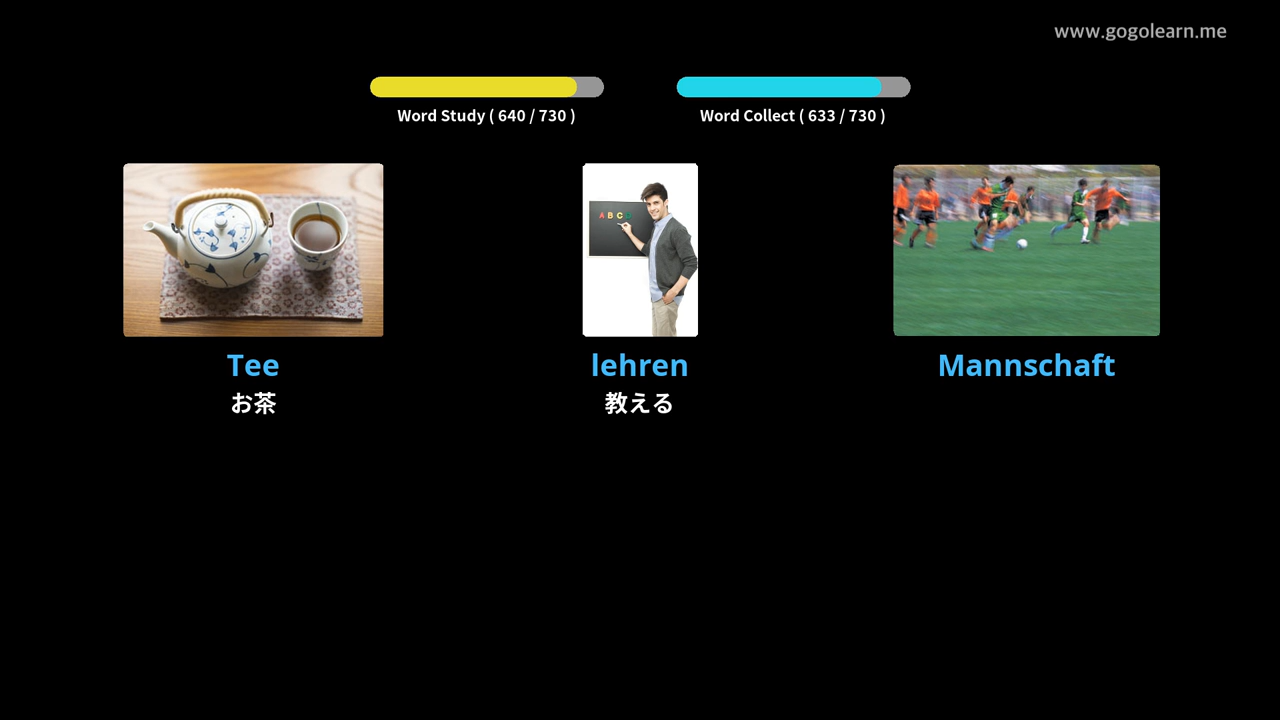 www.gogolearn.me
Word Study ( 640 / 730 )
Word Collect ( 633 / 730 )
A B C D
Tee
lehren
Mannschaft
お茶
教える